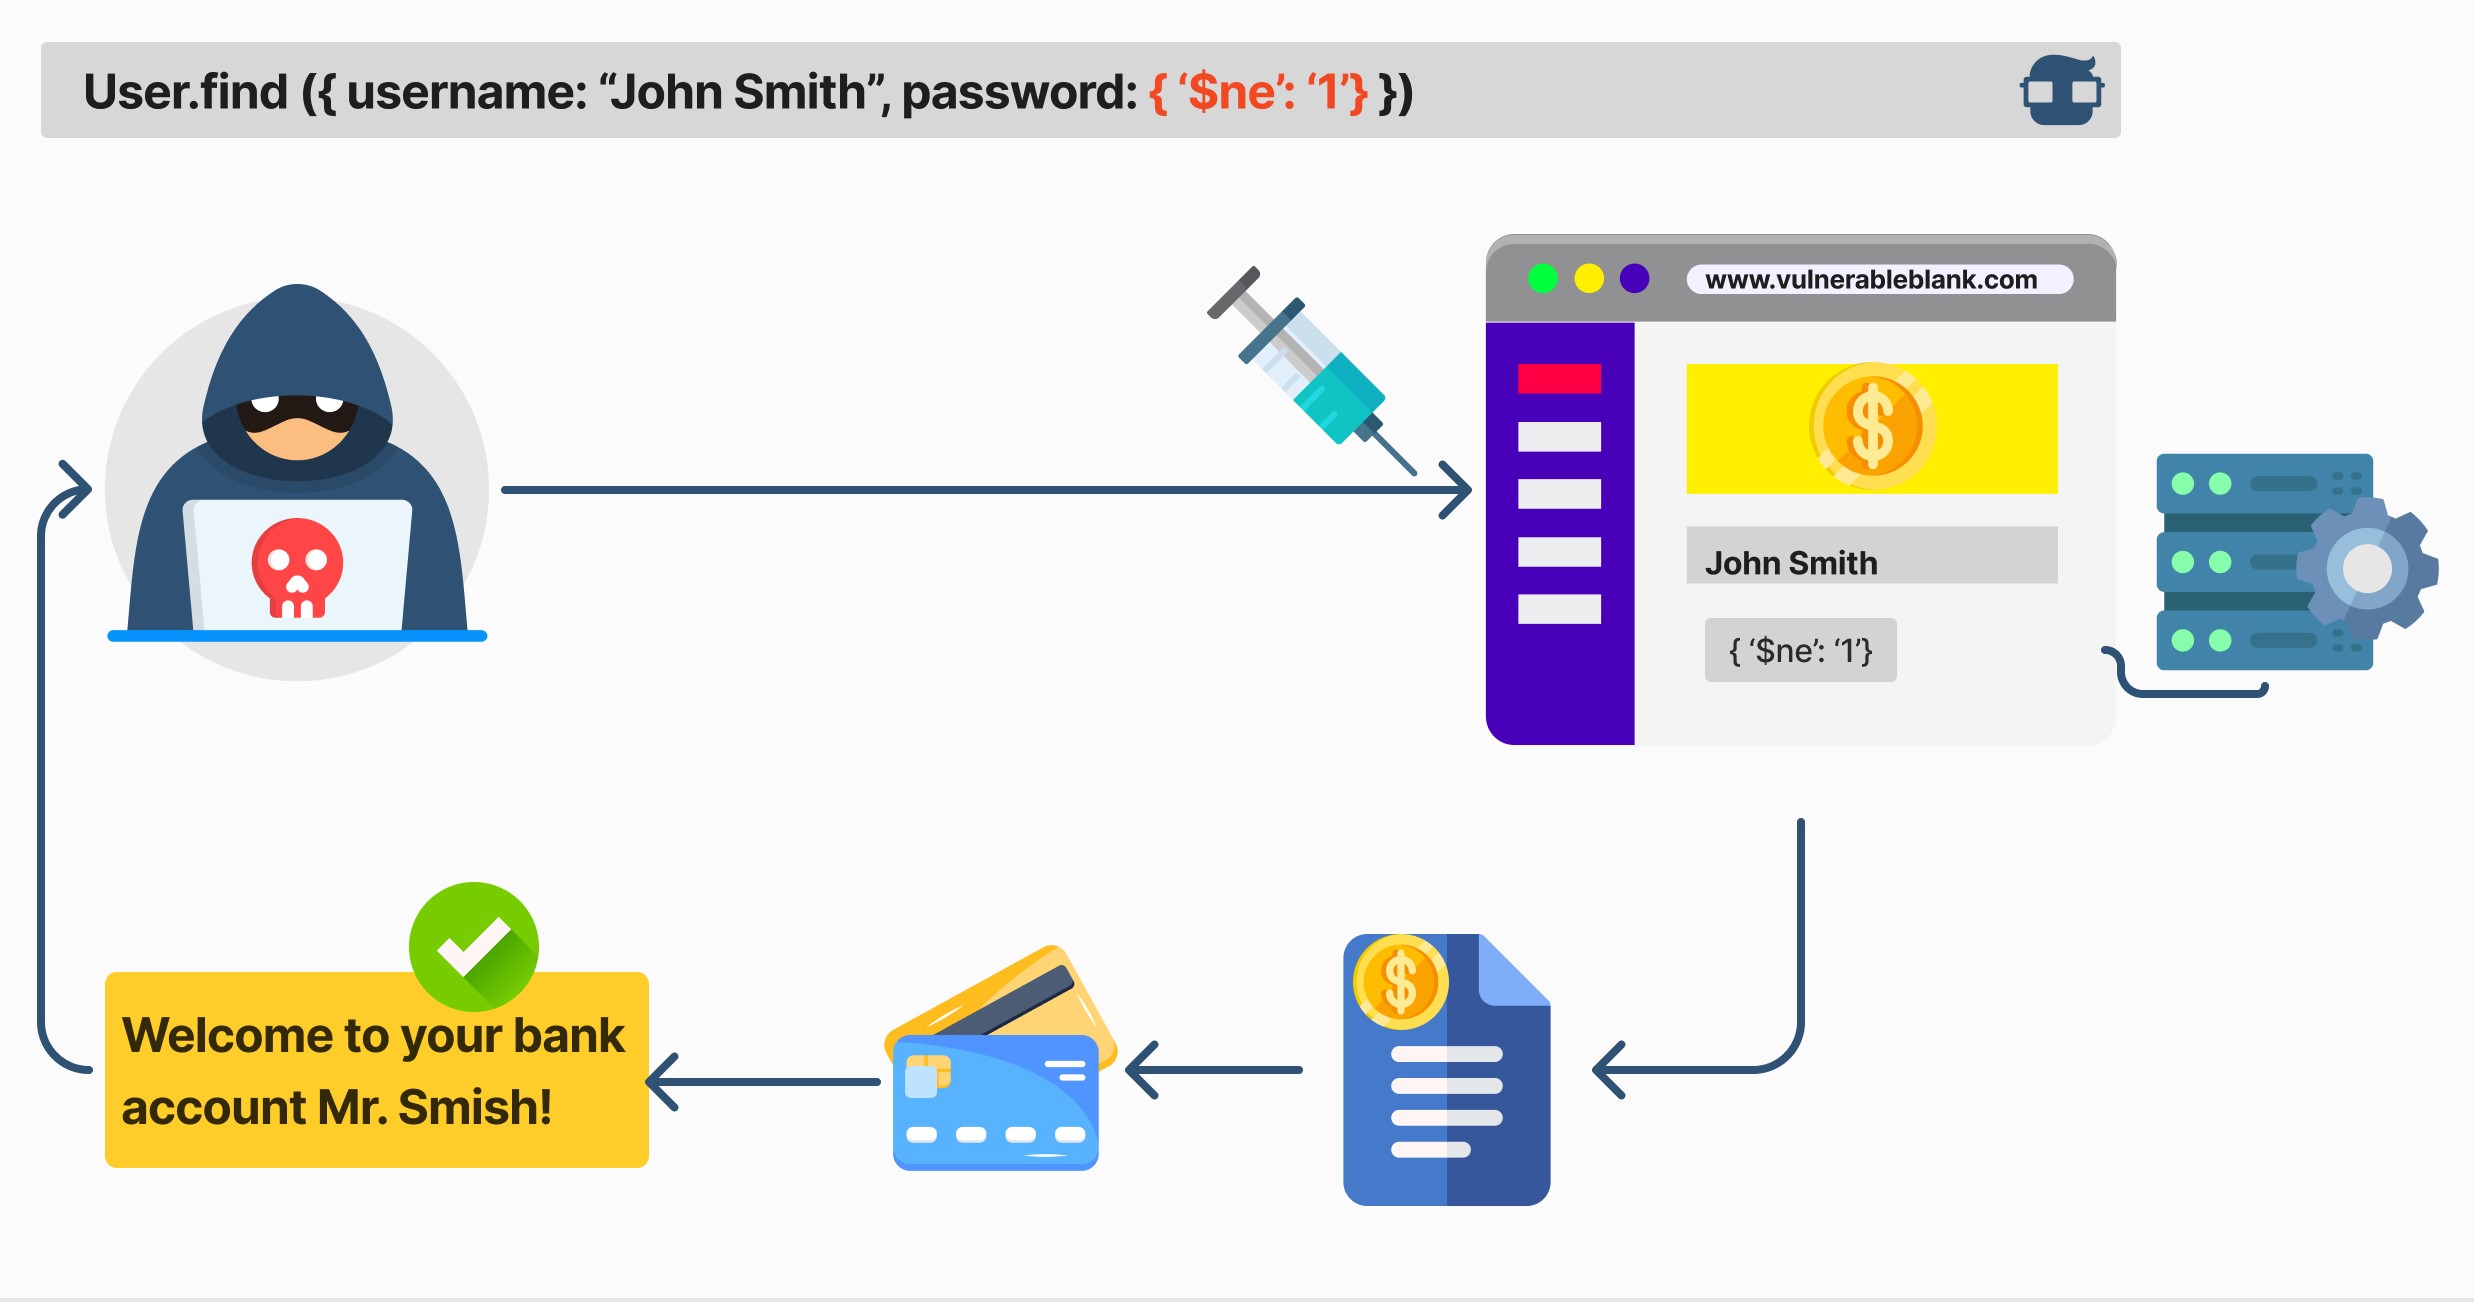 User.find ({ username: “John Smith”, password: { ‘$ne’: ‘1’} })
www.vulnerableblank.com
John Smith
{ ‘$ne’: ‘1’}
Welcome to your bank
account Mr. Smish!